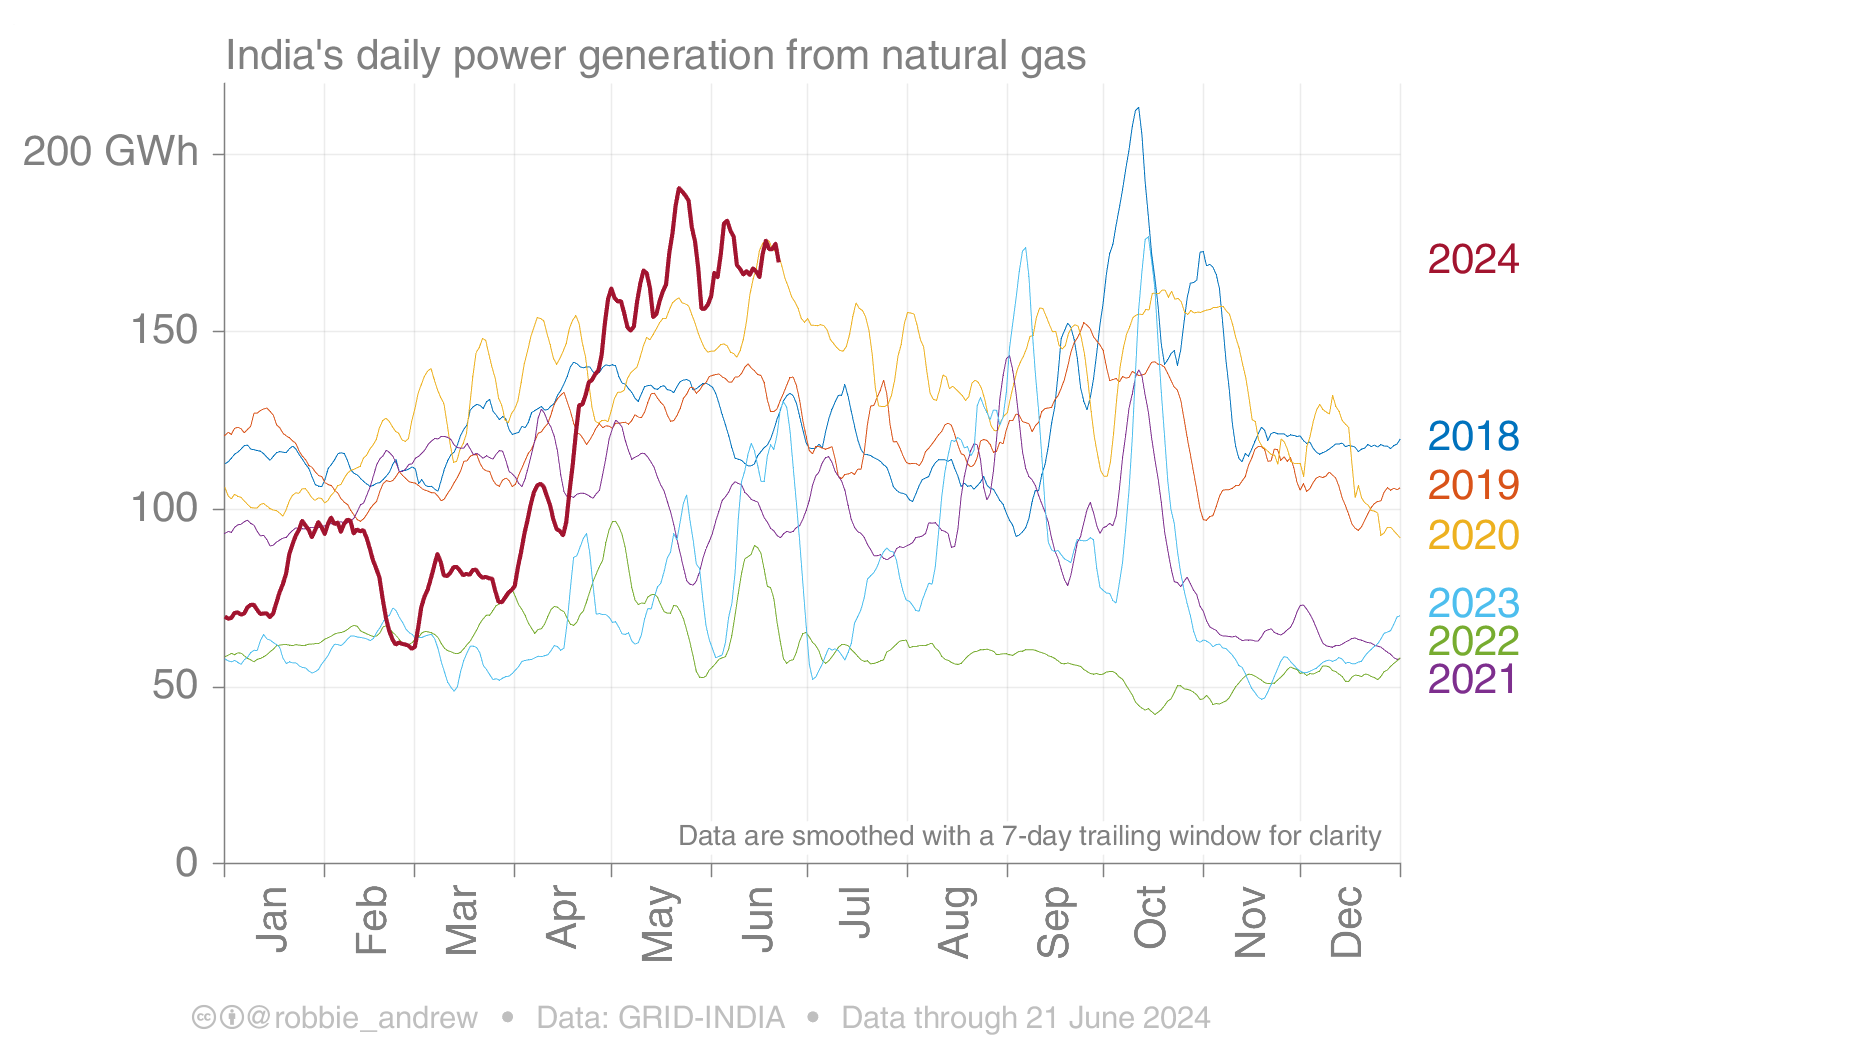 India's daily power generation from natural gas
200 GWh
150
100
50
0
2024
2018
2019
2020
2023
2022
2021
Data are smoothed with a 7-day trailing window for clarity
Jan Feb Mar Apr May Jun Jul Aug Sep Oct Nov Dec
@robbie_andrew • Data: GRID-INDIA • Data through 21 June 2024